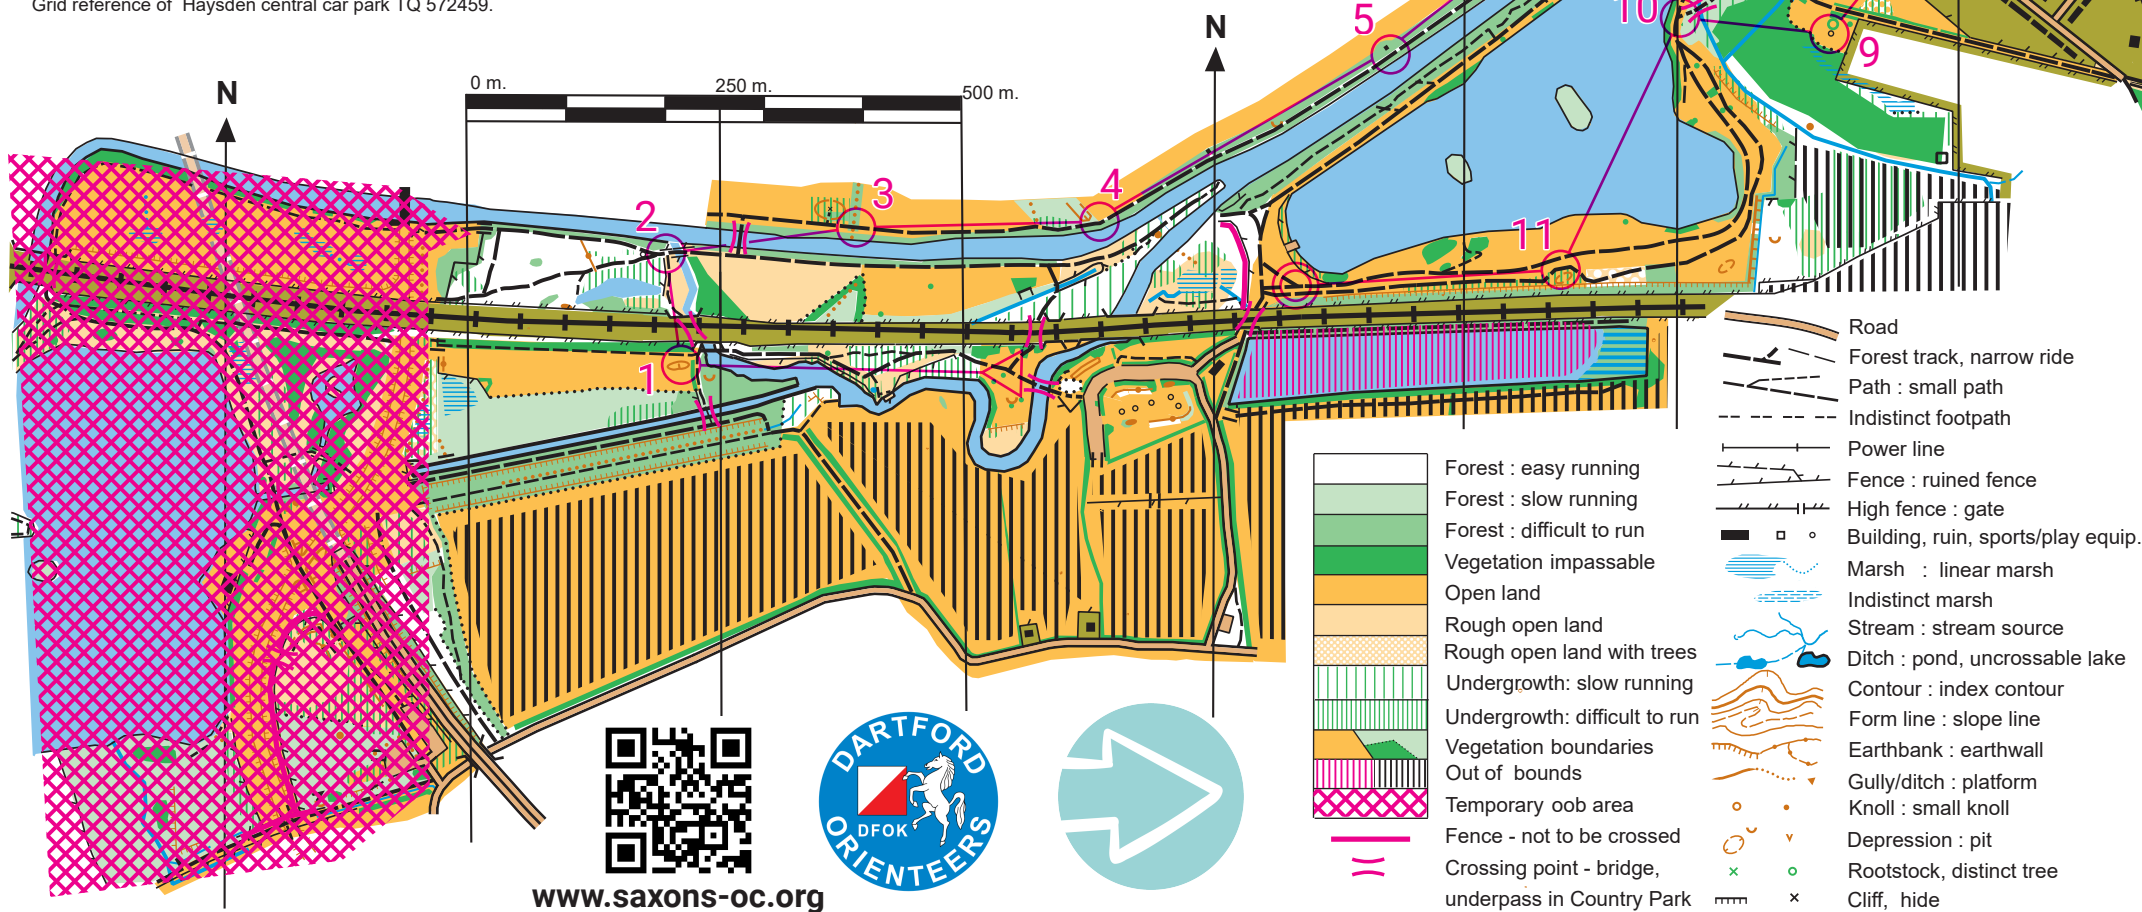 Grid reference of Haysden central car park TQ 572459.
N
N
0 m.
250 m.
500 m.
1
2
3
4
5
9
10
11
Forest : easy running
Forest : slow running
Forest : difficult to run
Vegetation impassable
Open land
Rough open land
Rough open land with trees
Undergrowth: slow running
Undergrowth: difficult to run
Vegetation boundaries
Out of bounds
Temporary oob area
Fence - not to be crossed
Crossing point - bridge,
underpass in Country Park
Road
Forest track, narrow ride
Path : small path
Indistinct footpath
Power line
Fence : ruined fence
High fence : gate
Building, ruin, sports/play equip.
Marsh : linear marsh
Indistinct marsh
Stream : stream source
Ditch : pond, uncrossable lake
Contour : index contour
Form line : slope line
Earthbank : earthwall
Gully/ditch : platform
Knoll : small knoll
Depression : pit
Rootstock, distinct tree
Cliff, hide
www.saxons-oc.org
DARTFORD
DFOK
ORIENTEERS